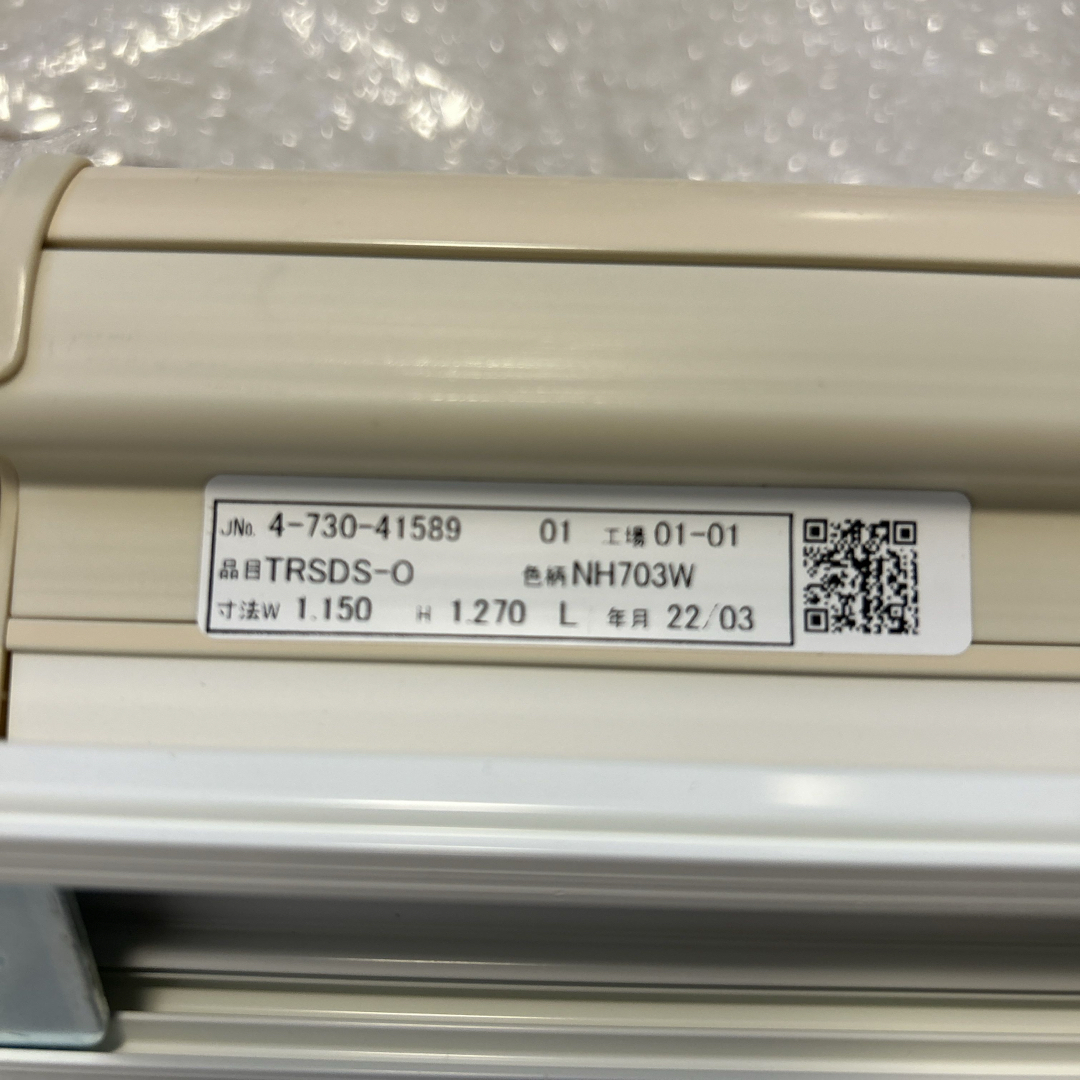 JNo. 4-730-41589 01 工場 01-01
品目 TRSDS-O 色柄 NH703W
寸法W 1.150 H 1.270 L 年月 22/03